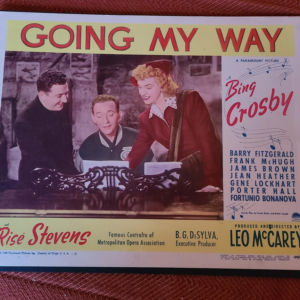 GOING MY WAY
A PARAMOUNT PICTURE
Bing
CROSBY
BARRY FITZGERALD
FRANK McHUGH
JAMES BROWN
JEAN HEATHER
GENE LOCKHART
PORTER HALL
FORTUNIO BONANOVA
Risë Stevens
Famous Contralto of
Metropolitan Opera Association
B. G. DeSYLVA,
Executive Producer
PRODUCED AND DIRECTED BY
LEO McCAREY